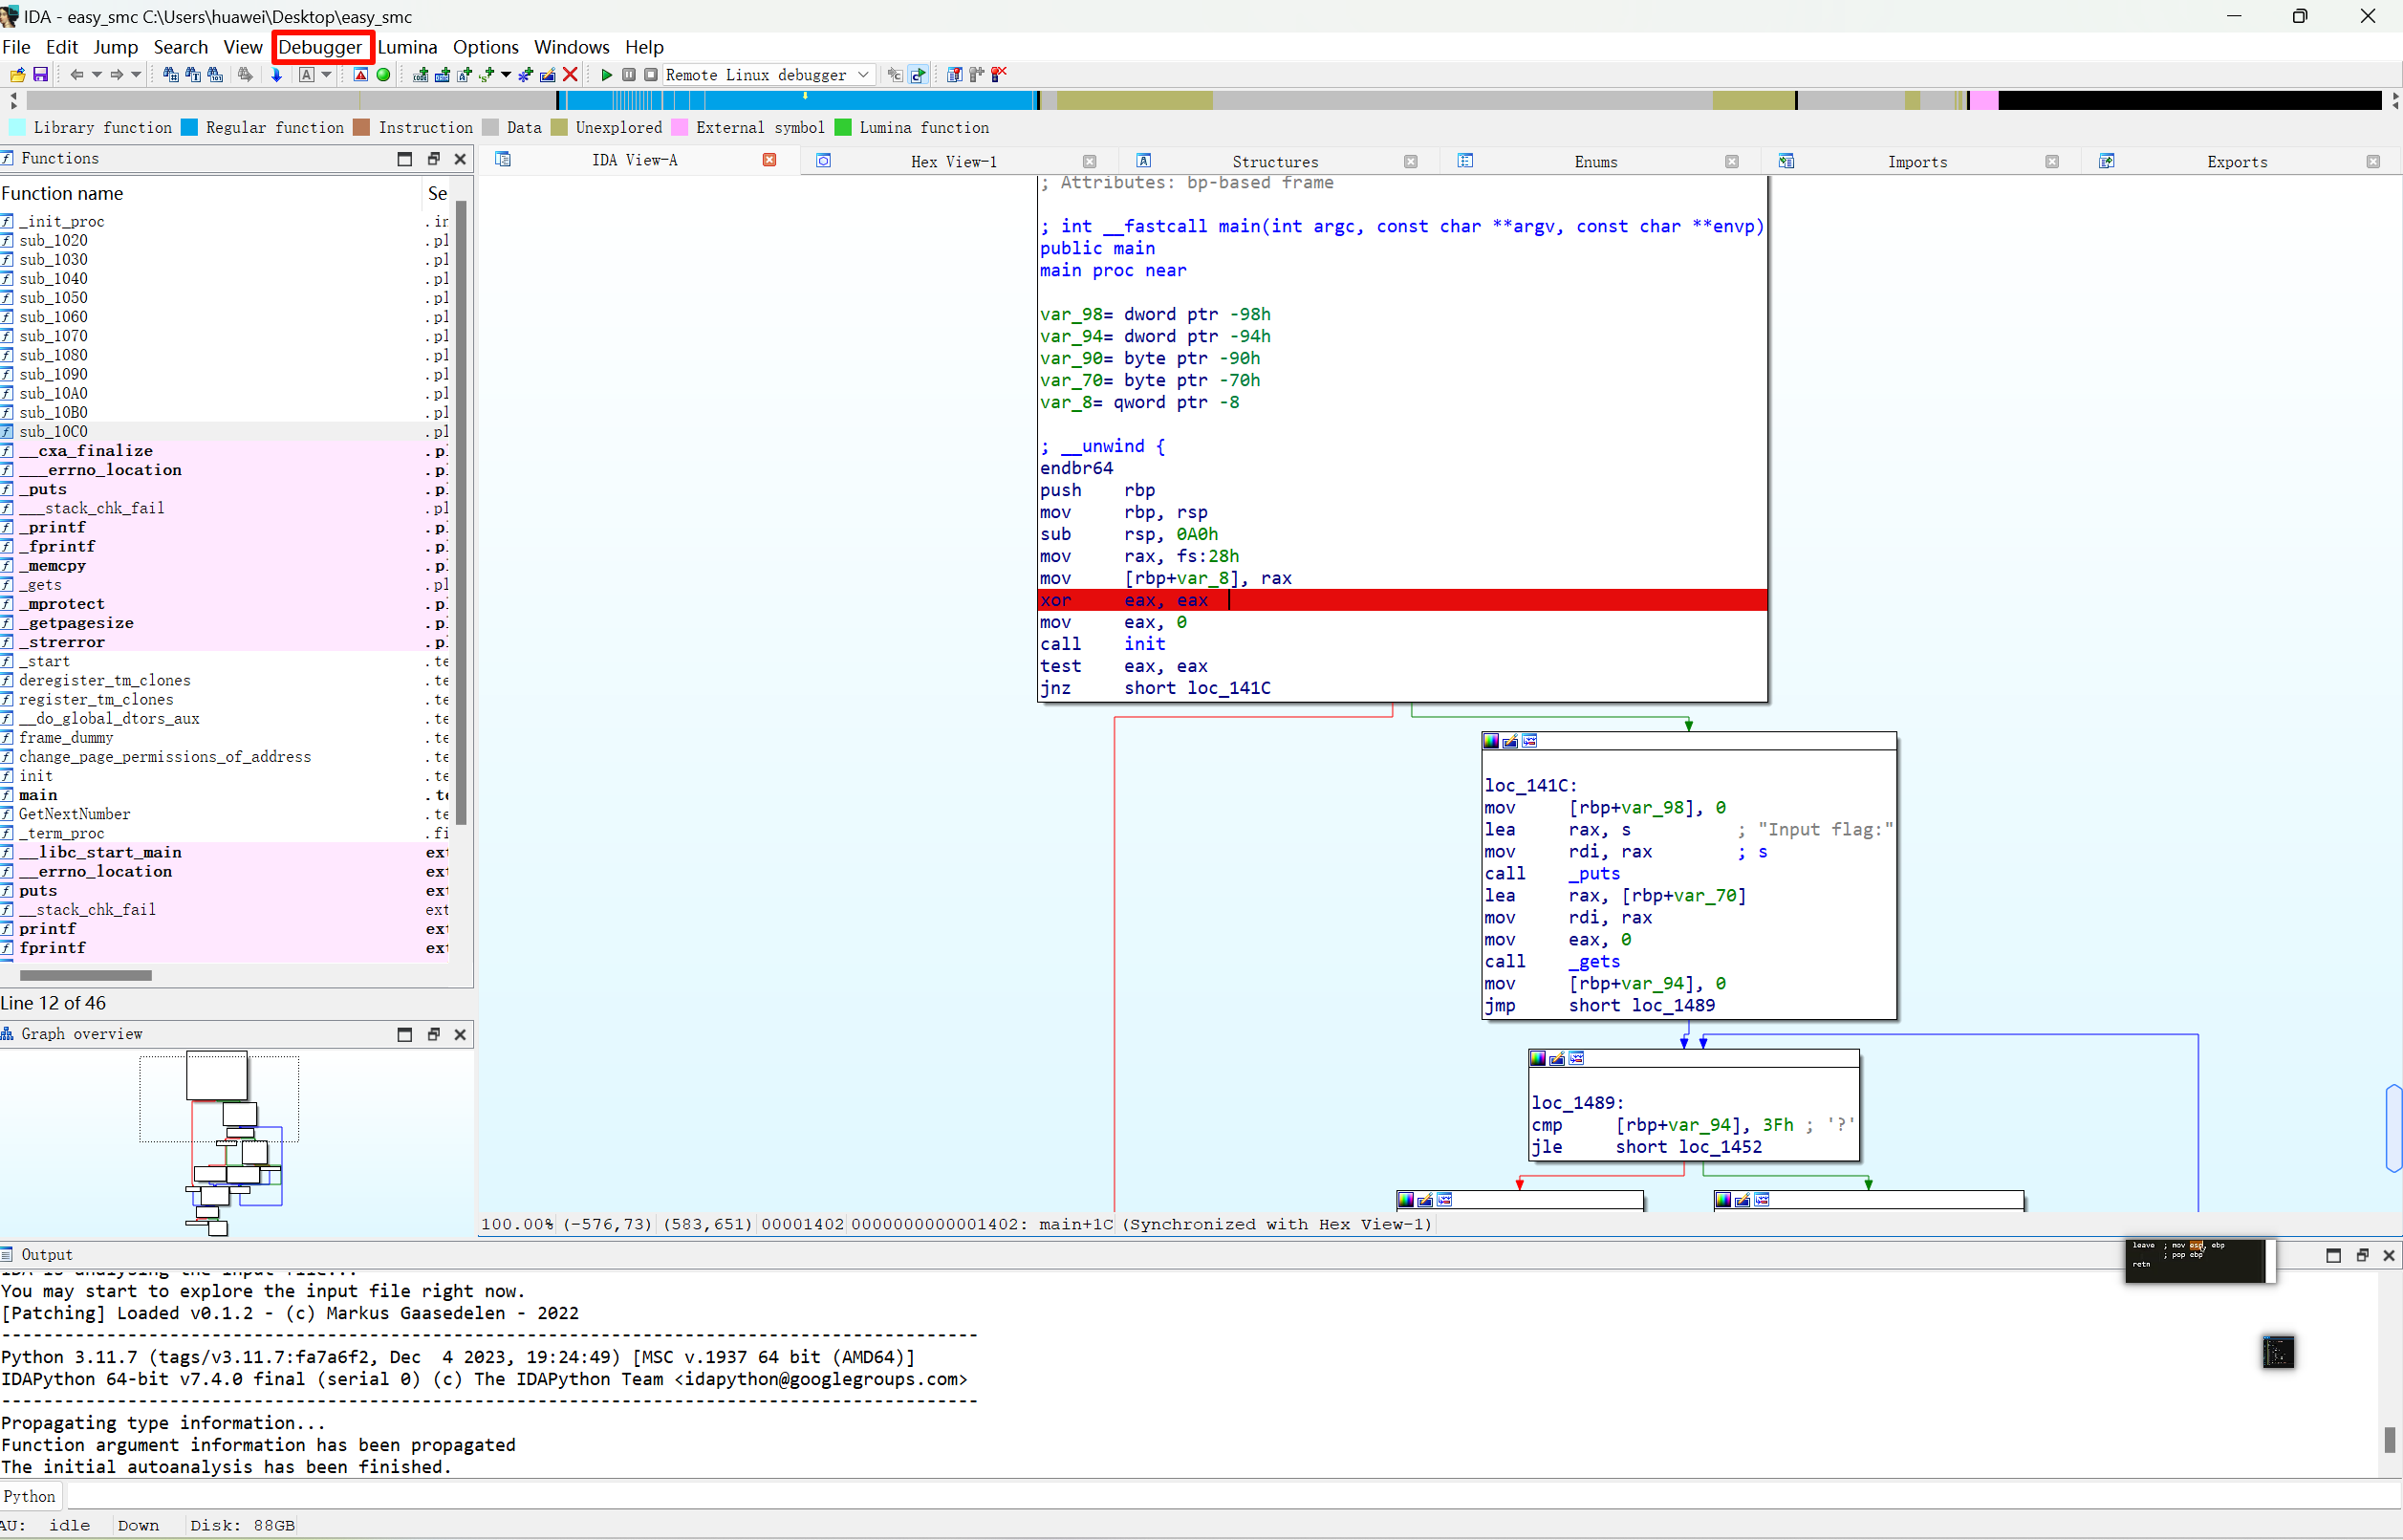 IDA - easy_smc C:\Users\huawei\Desktop\easy_smc
File Edit Jump Search View Debugger Lumina Options Windows Help
Remote Linux debugger
Library function Regular function Instruction Data Unexplored External symbol Lumina function
Functions
Function name Se
_init_proc .in
sub_1020 .pl
sub_1030 .pl
sub_1040 .pl
sub_1050 .pl
sub_1060 .pl
sub_1070 .pl
sub_1080 .pl
sub_1090 .pl
sub_10A0 .pl
sub_10B0 .pl
sub_10C0 .pl
__cxa_finalize .p
___errno_location .p
_puts .p
___stack_chk_fail .pl
_printf .p
_fprintf .p
_memcpy .p
_gets .pl
_mprotect .p
_getpagesize .p
_strerror .p
_start .te
deregister_tm_clones .te
register_tm_clones .te
__do_global_dtors_aux .te
frame_dummy .te
change_page_permissions_of_address .te
init .te
main .te
GetNextNumber .te
_term_proc .fi
__libc_start_main ext
__errno_location ext
puts ext
__stack_chk_fail ext
printf ext
fprintf ext
Line 12 of 46
Graph overview
IDA View-A Hex View-1 Structures Enums Imports Exports
; Attributes: bp-based frame
; int __fastcall main(int argc, const char **argv, const char **envp)
public main
main proc near
var_98= dword ptr -98h
var_94= dword ptr -94h
var_90= byte ptr -90h
var_70= byte ptr -70h
var_8= qword ptr -8
; __unwind {
endbr64
push rbp
mov rbp, rsp
sub rsp, 0A0h
mov rax, fs:28h
mov [rbp+var_8], rax
xor eax, eax
mov eax, 0
call init
test eax, eax
jnz short loc_141C
loc_141C:
mov [rbp+var_98], 0
lea rax, s ; "Input flag:"
mov rdi, rax ; s
call _puts
lea rax, [rbp+var_70]
mov rdi, rax
mov eax, 0
call _gets
mov [rbp+var_94], 0
jmp short loc_1489
loc_1489:
cmp [rbp+var_94], 3Fh ; '?'
jle short loc_1452
100.00% (-576,73) (583,651) 00001402 0000000000001402: main+1C (Synchronized with Hex View-1)
leave ; mov esp, ebp
; pop ebp
retn
Output
IDA is analysing the input file...
You may start to explore the input file right now.
[Patching] Loaded v0.1.2 - (c) Markus Gaasedelen - 2022
---------------------------------------------------------------------------------------------
Python 3.11.7 (tags/v3.11.7:fa7a6f2, Dec  4 2023, 19:24:49) [MSC v.1937 64 bit (AMD64)]
IDAPython 64-bit v7.4.0 final (serial 0) (c) The IDAPython Team <idapython@googlegroups.com>
---------------------------------------------------------------------------------------------
Propagating type information...
Function argument information has been propagated
The initial autoanalysis has been finished.
Python
AU: idle Down Disk: 88GB